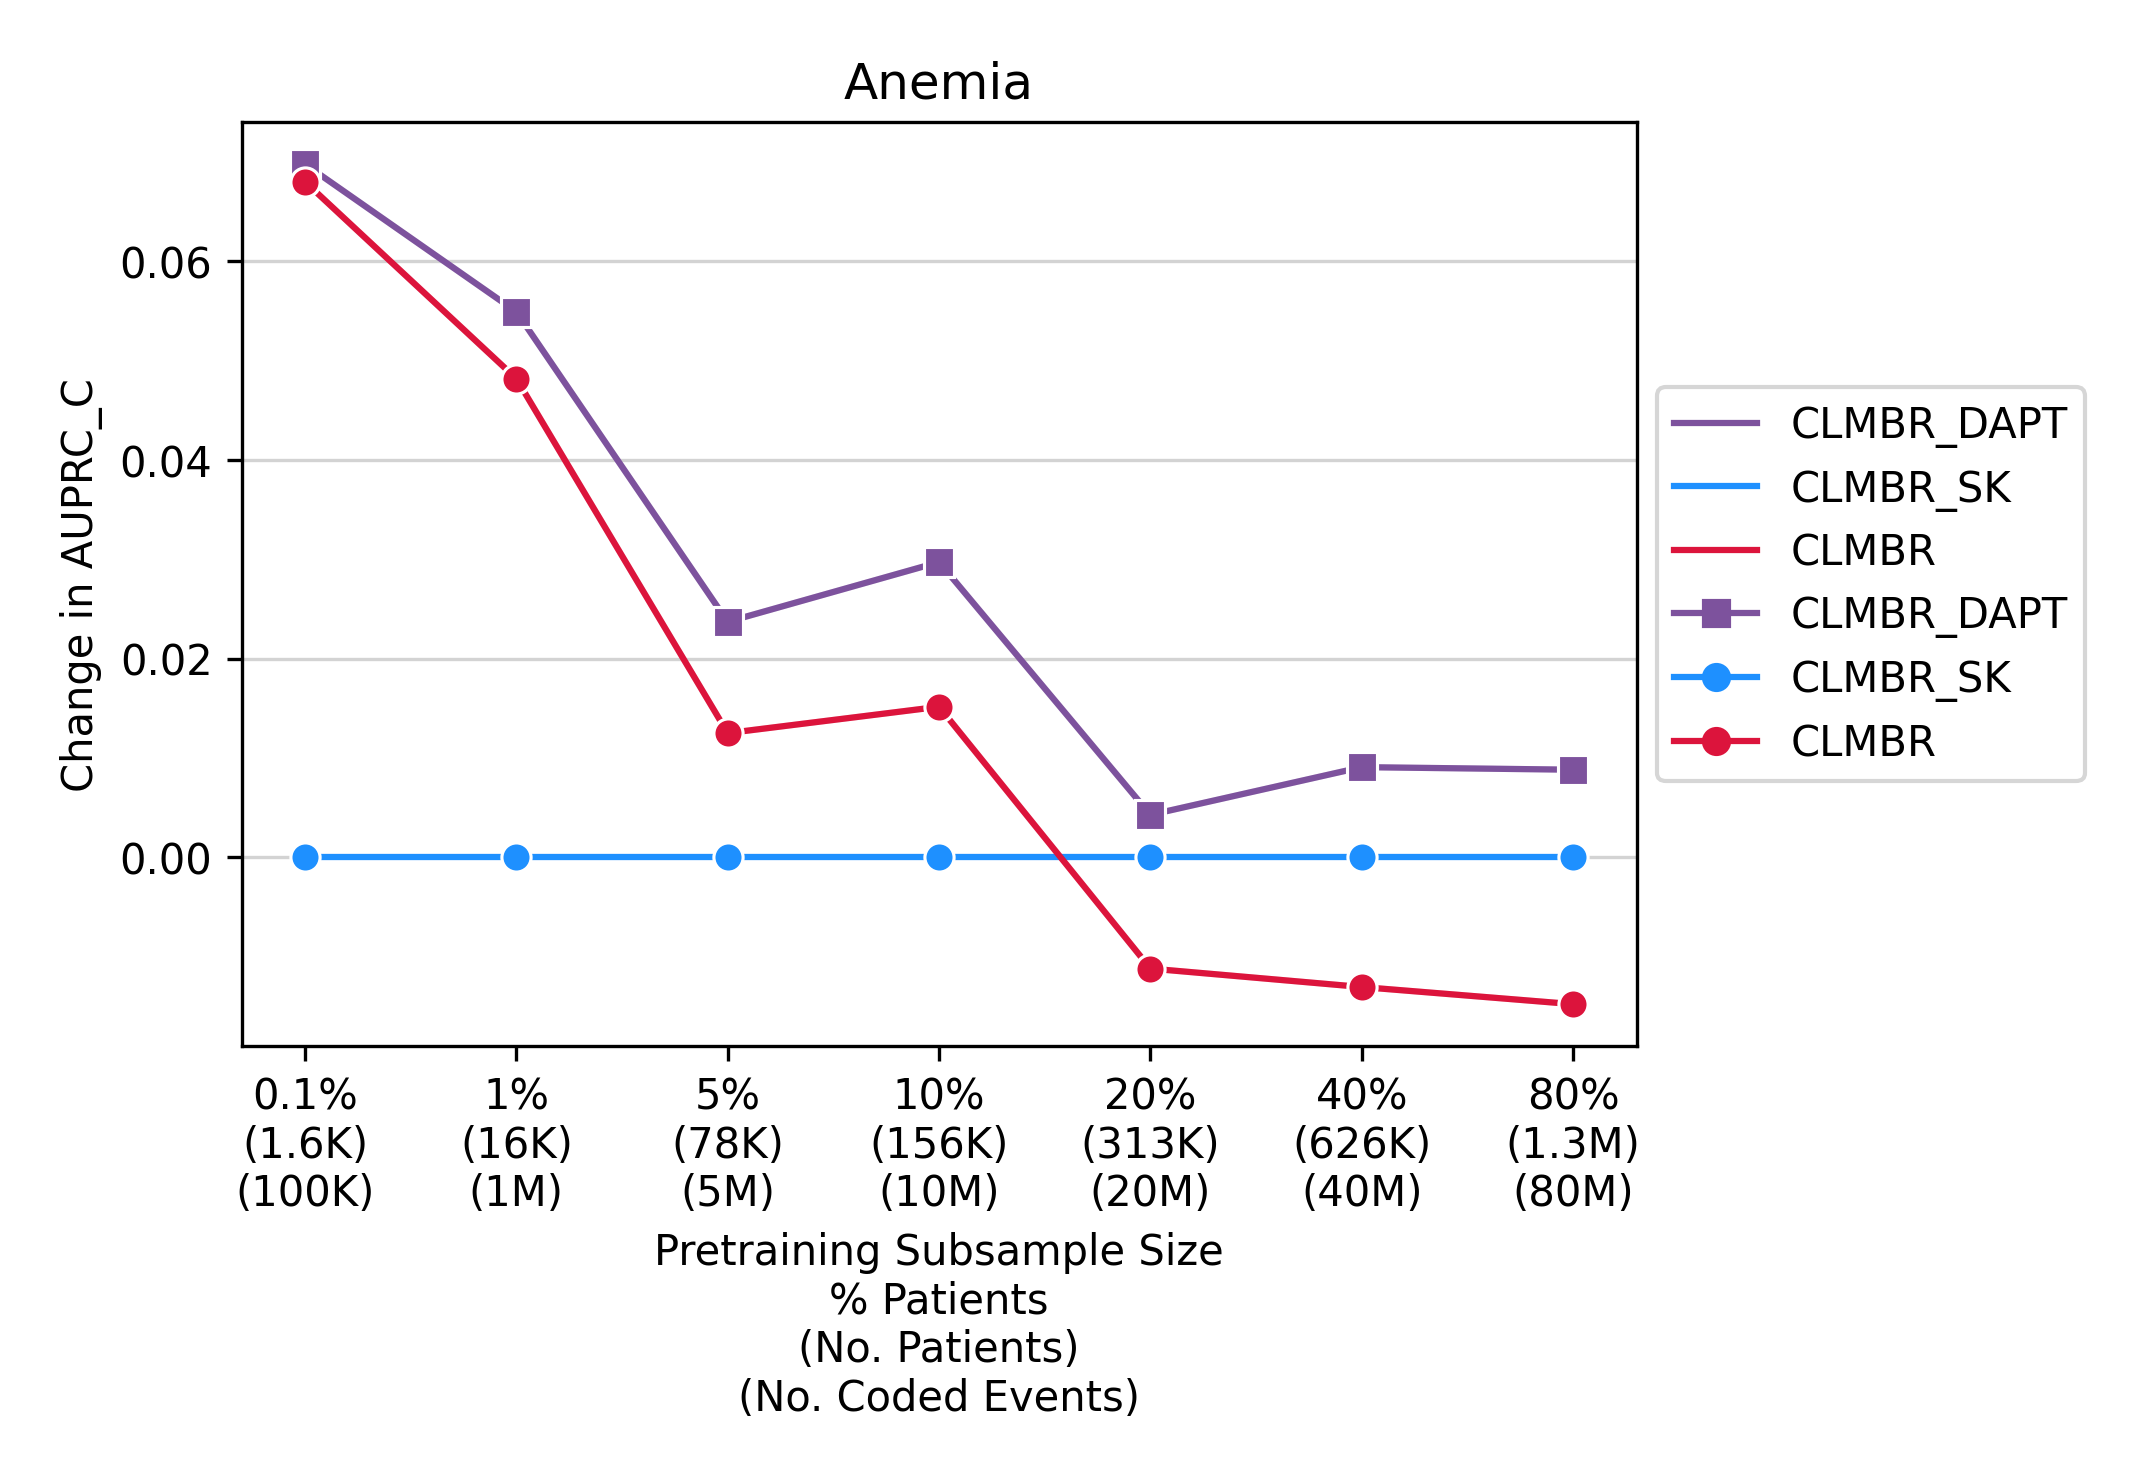 Anemia
Change in AUPRC_C
0.06
0.04
0.02
0.00
0.1% 1% 5% 10% 20% 40% 80%
(1.6K) (16K) (78K) (156K) (313K) (626K) (1.3M)
(100K) (1M) (5M) (10M) (20M) (40M) (80M)
Pretraining Subsample Size
% Patients
(No. Patients)
(No. Coded Events)
CLMBR_DAPT
CLMBR_SK
CLMBR
CLMBR_DAPT
CLMBR_SK
CLMBR